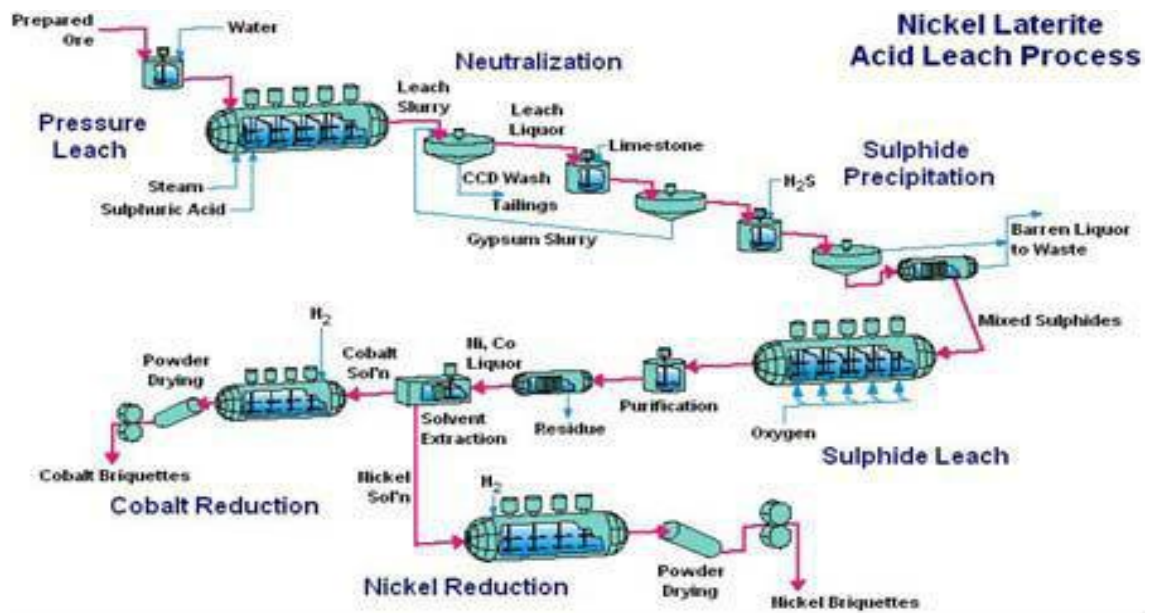 Prepared
Ore
Water
Nickel Laterite
Acid Leach Process
Neutralization
Pressure
Leach
Leach
Slurry
Leach
Liquor
Limestone
Sulphide
Precipitation
Steam
Sulphuric Acid
CCD Wash
Tailings
H₂S
Gypsum Slurry
Barren Liquor
to Waste
Mixed Sulphides
H₂
Powder
Drying
Cobalt
Sol'n
Ni, Co
Liquor
Solvent
Extraction
Residue
Purification
Oxygen
Sulphide Leach
Cobalt Briquettes
Cobalt Reduction
Nickel
Sol'n
H₂
Nickel Reduction
Powder
Drying
Nickel Briquettes